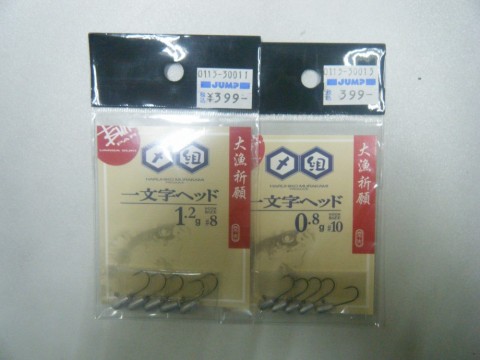 0113-30011
JUMP
¥399-
大漁祈願
メ組
一文字ヘッド
1.2g #8
0113-30013
JUMP
399-
大漁祈願
メ組
一文字ヘッド
0.8g #10